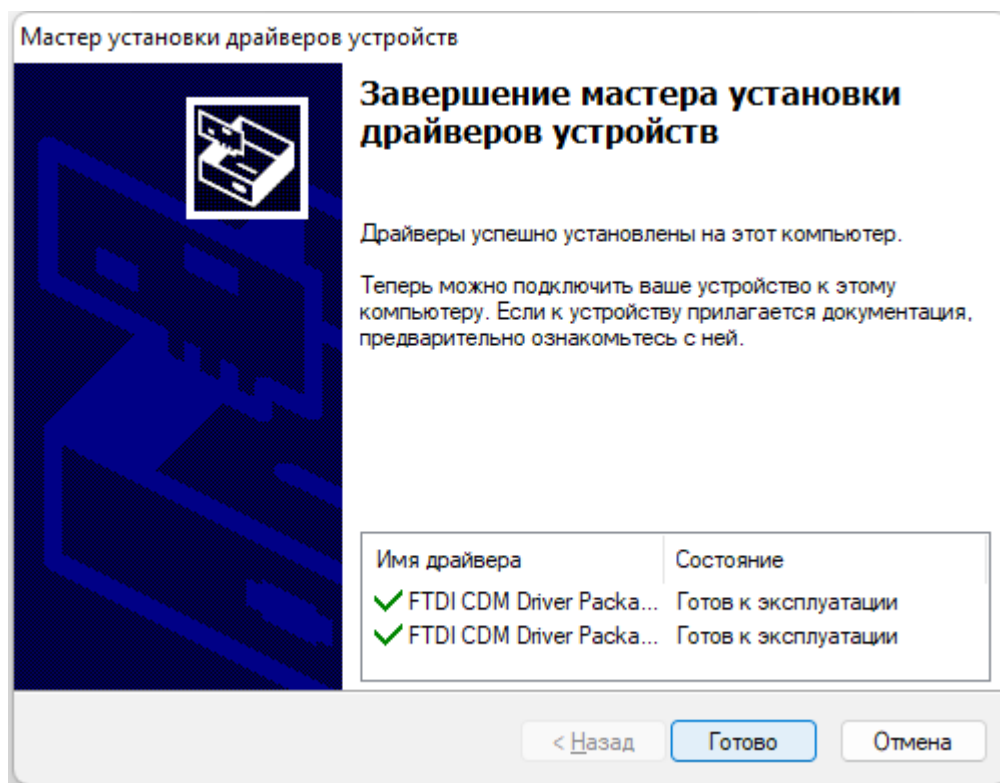 Мастер установки драйверов устройств
Завершение мастера установки
драйверов устройств
Драйверы успешно установлены на этот компьютер.
Теперь можно подключить ваше устройство к этому
компьютеру. Если к устройству прилагается документация,
предварительно ознакомьтесь с ней.
Имя драйвера Состояние
FTDI CDM Driver Packa... Готов к эксплуатации
FTDI CDM Driver Packa... Готов к эксплуатации
< Назад Готово Отмена